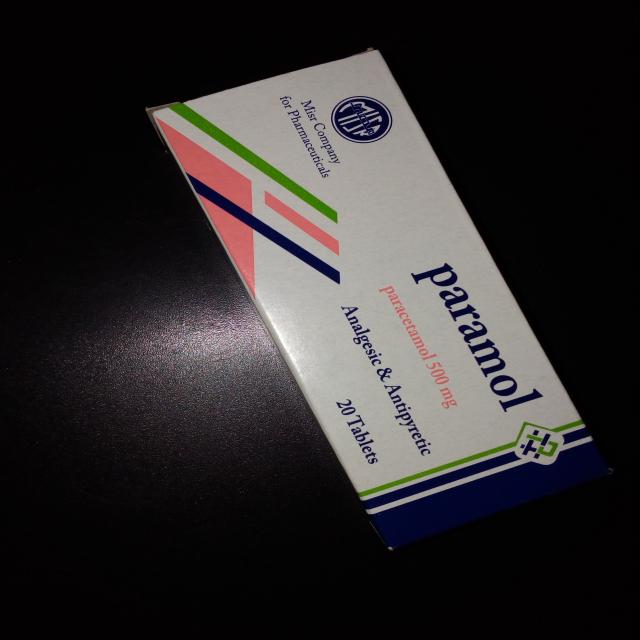 Misr Company
for Pharmaceuticals
paramol
paracetamol 500 mg
Analgesic & Antipyretic
20 Tablets